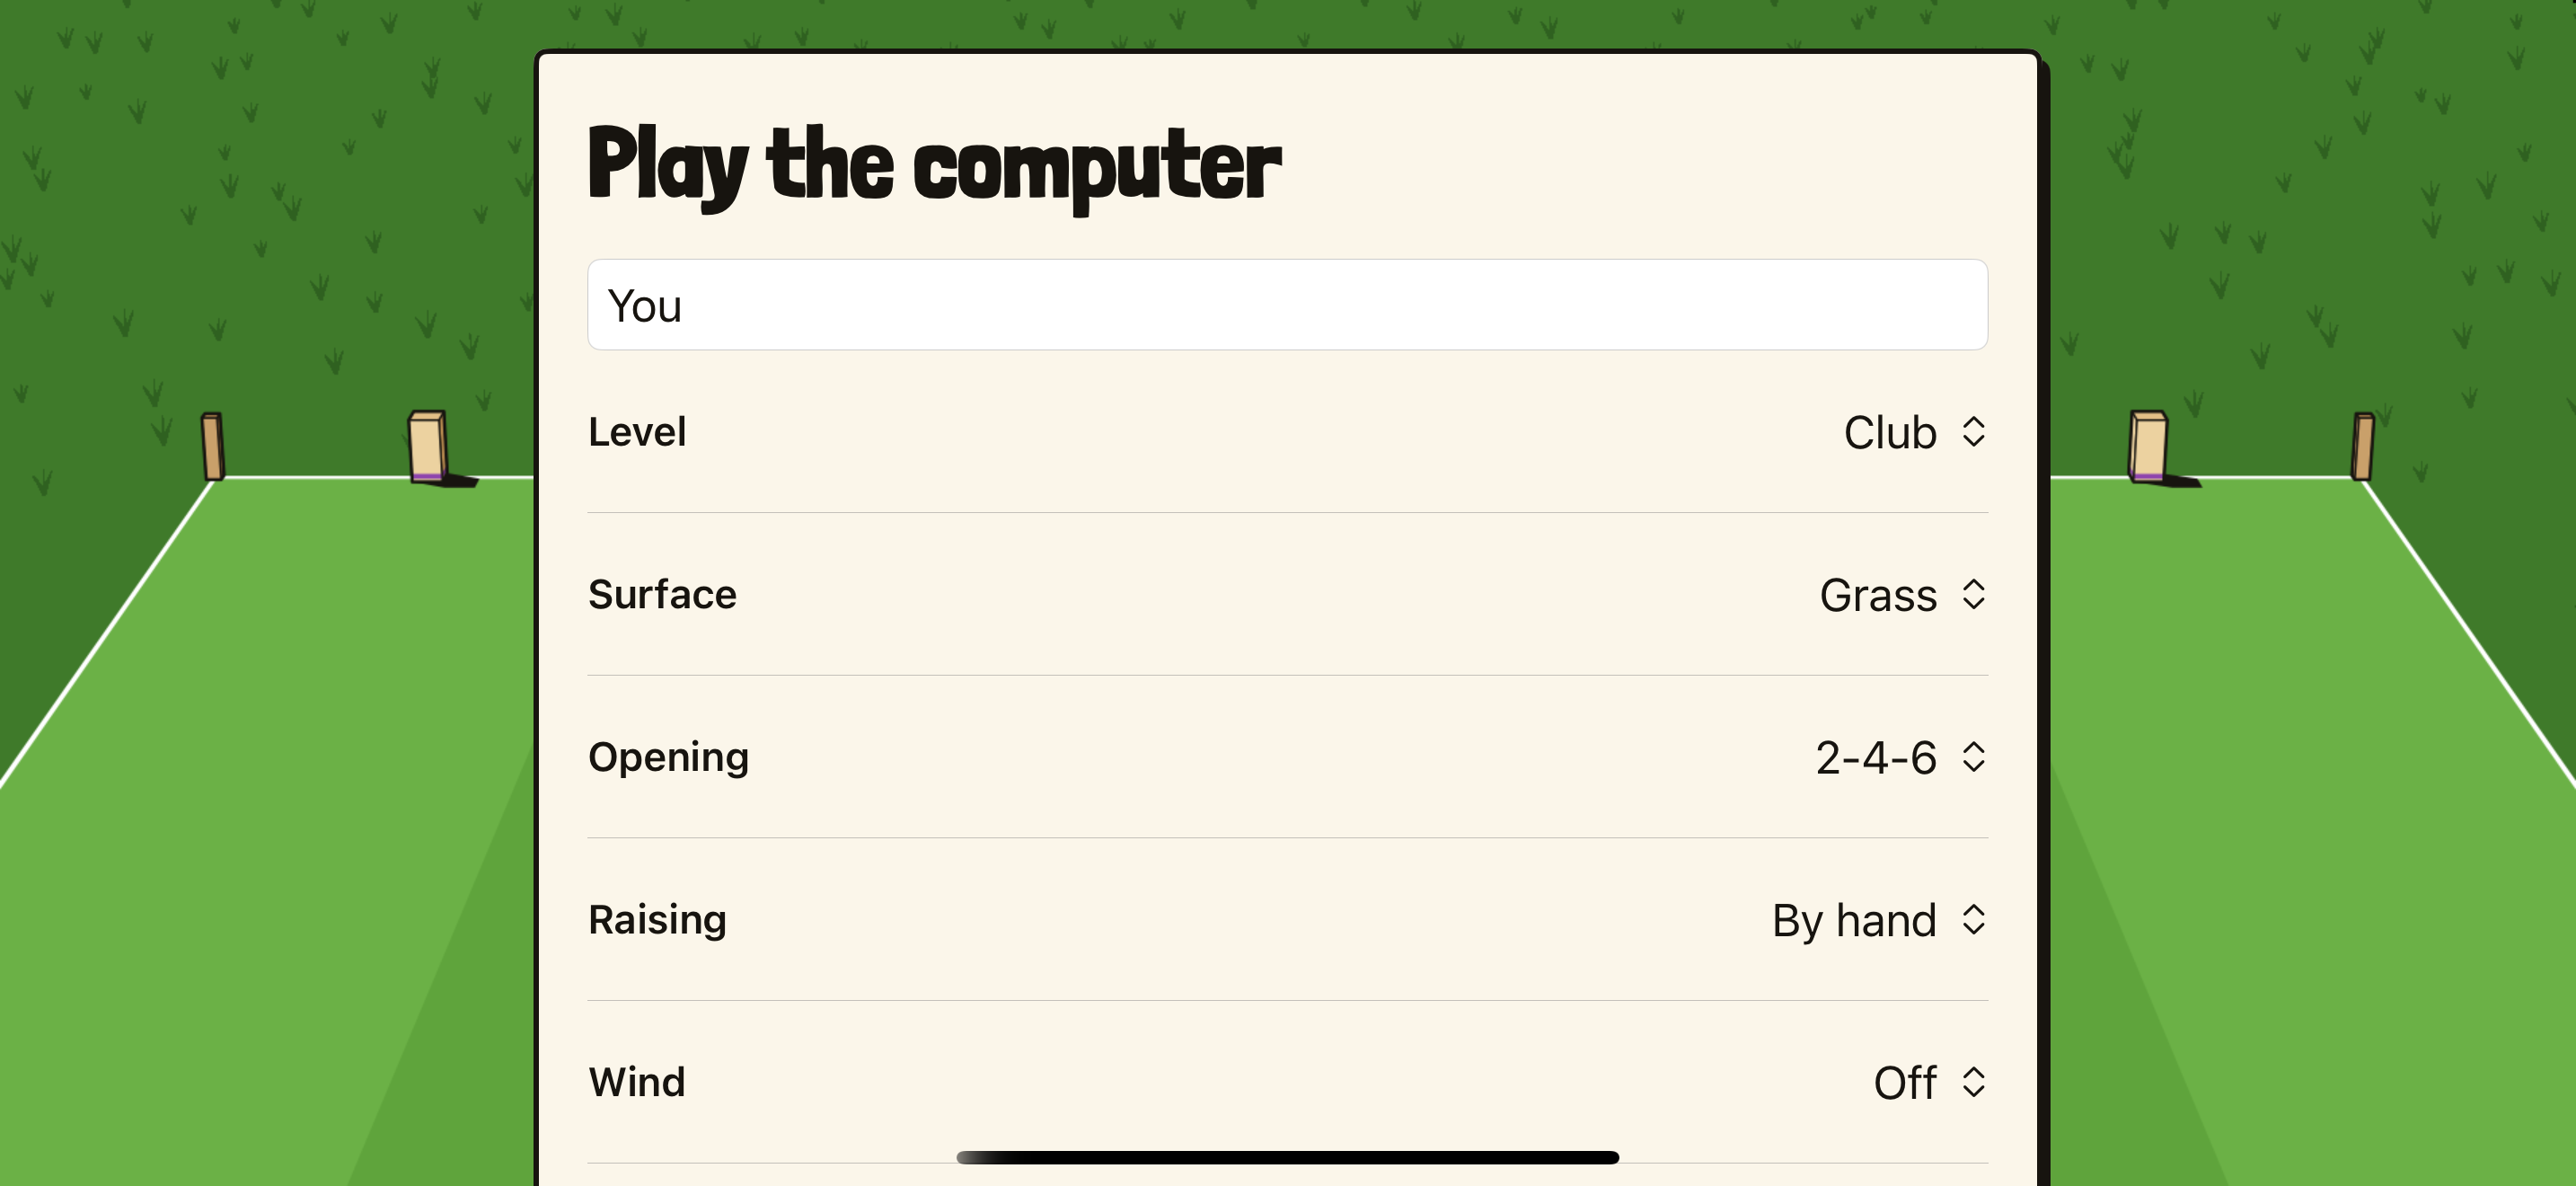 Play the computer
You
Level Club
Surface Grass
Opening 2-4-6
Raising By hand
Wind Off